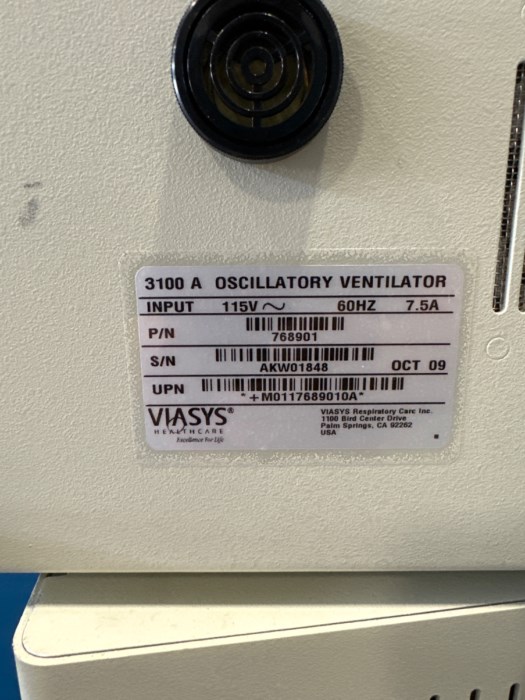 3100 A OSCILLATORY VENTILATOR
INPUT 115V ~ 60HZ 7.5A
P/N 768901
S/N AKW01848 OCT 09
UPN *+M0117689010A*
VIASYS®
HEALTHCARE
Excellence for Life
VIASYS Respiratory Care Inc.
1100 Bird Center Drive
Palm Springs, CA 92262
USA